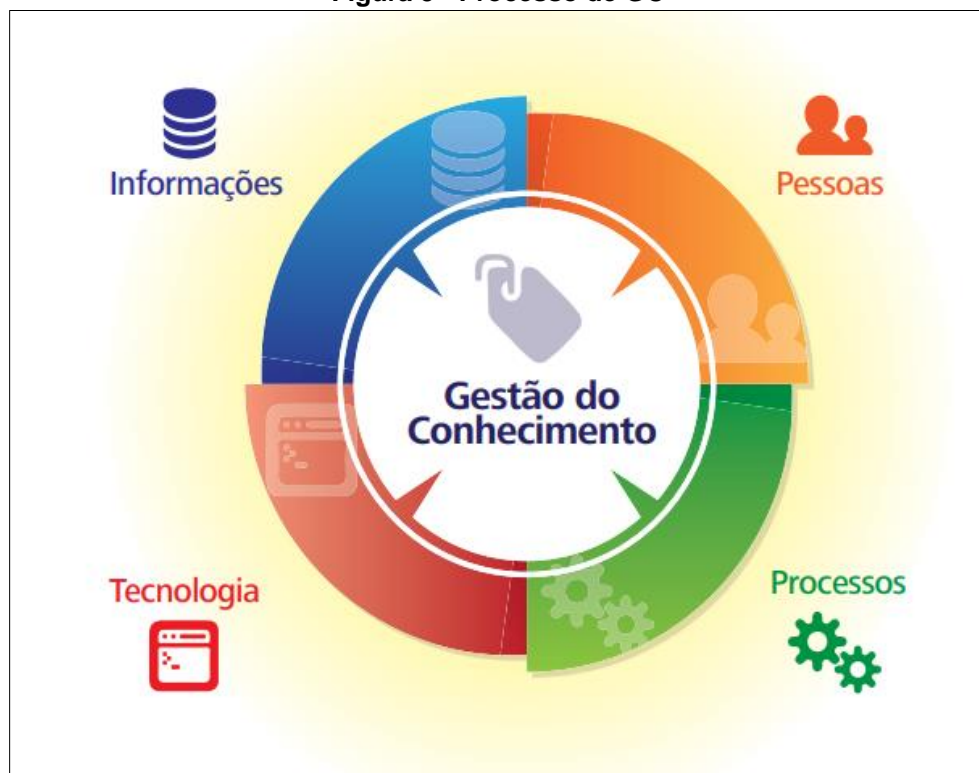 Informações
Pessoas
Gestão do
Conhecimento
Tecnologia
Processos